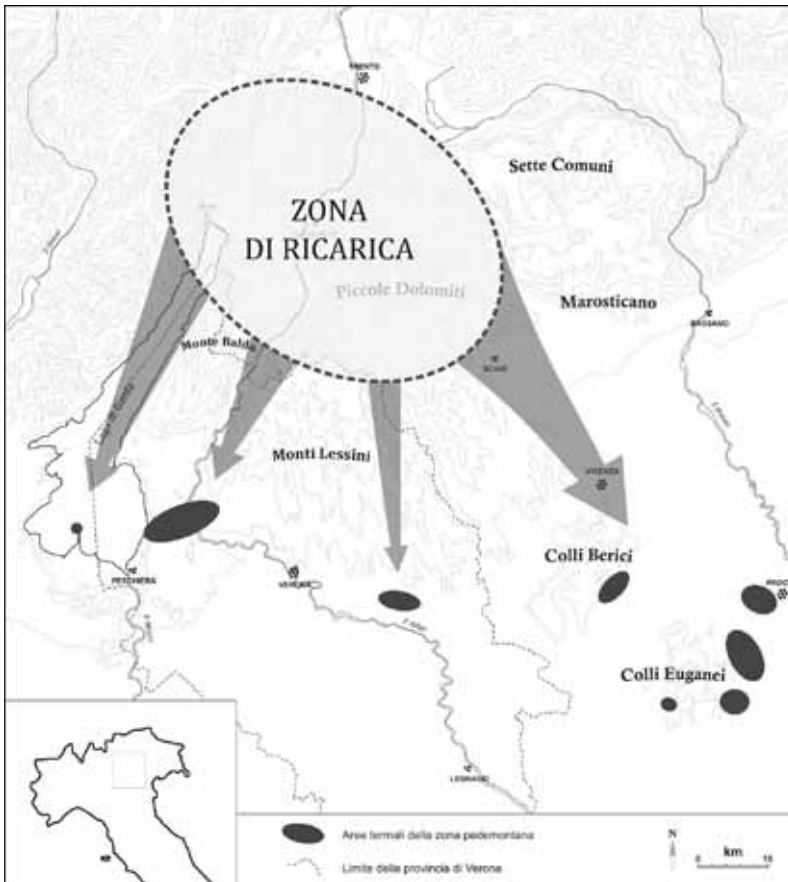 TRENTO
Sette Comuni
ZONA
DI RICARICA
Piccole Dolomiti
Marosticano
BASSANO
Monte Baldo
SCHIO
Lago di Garda
Monti Lessini
VICENZA
Colli Berici
PESCHIERA
VERONA
F. Adige
PADOVA
Colli Euganei
LEGNAGO
Aree termali della zona pedemontana
Limite della provincia di Verona
N
km
0 15